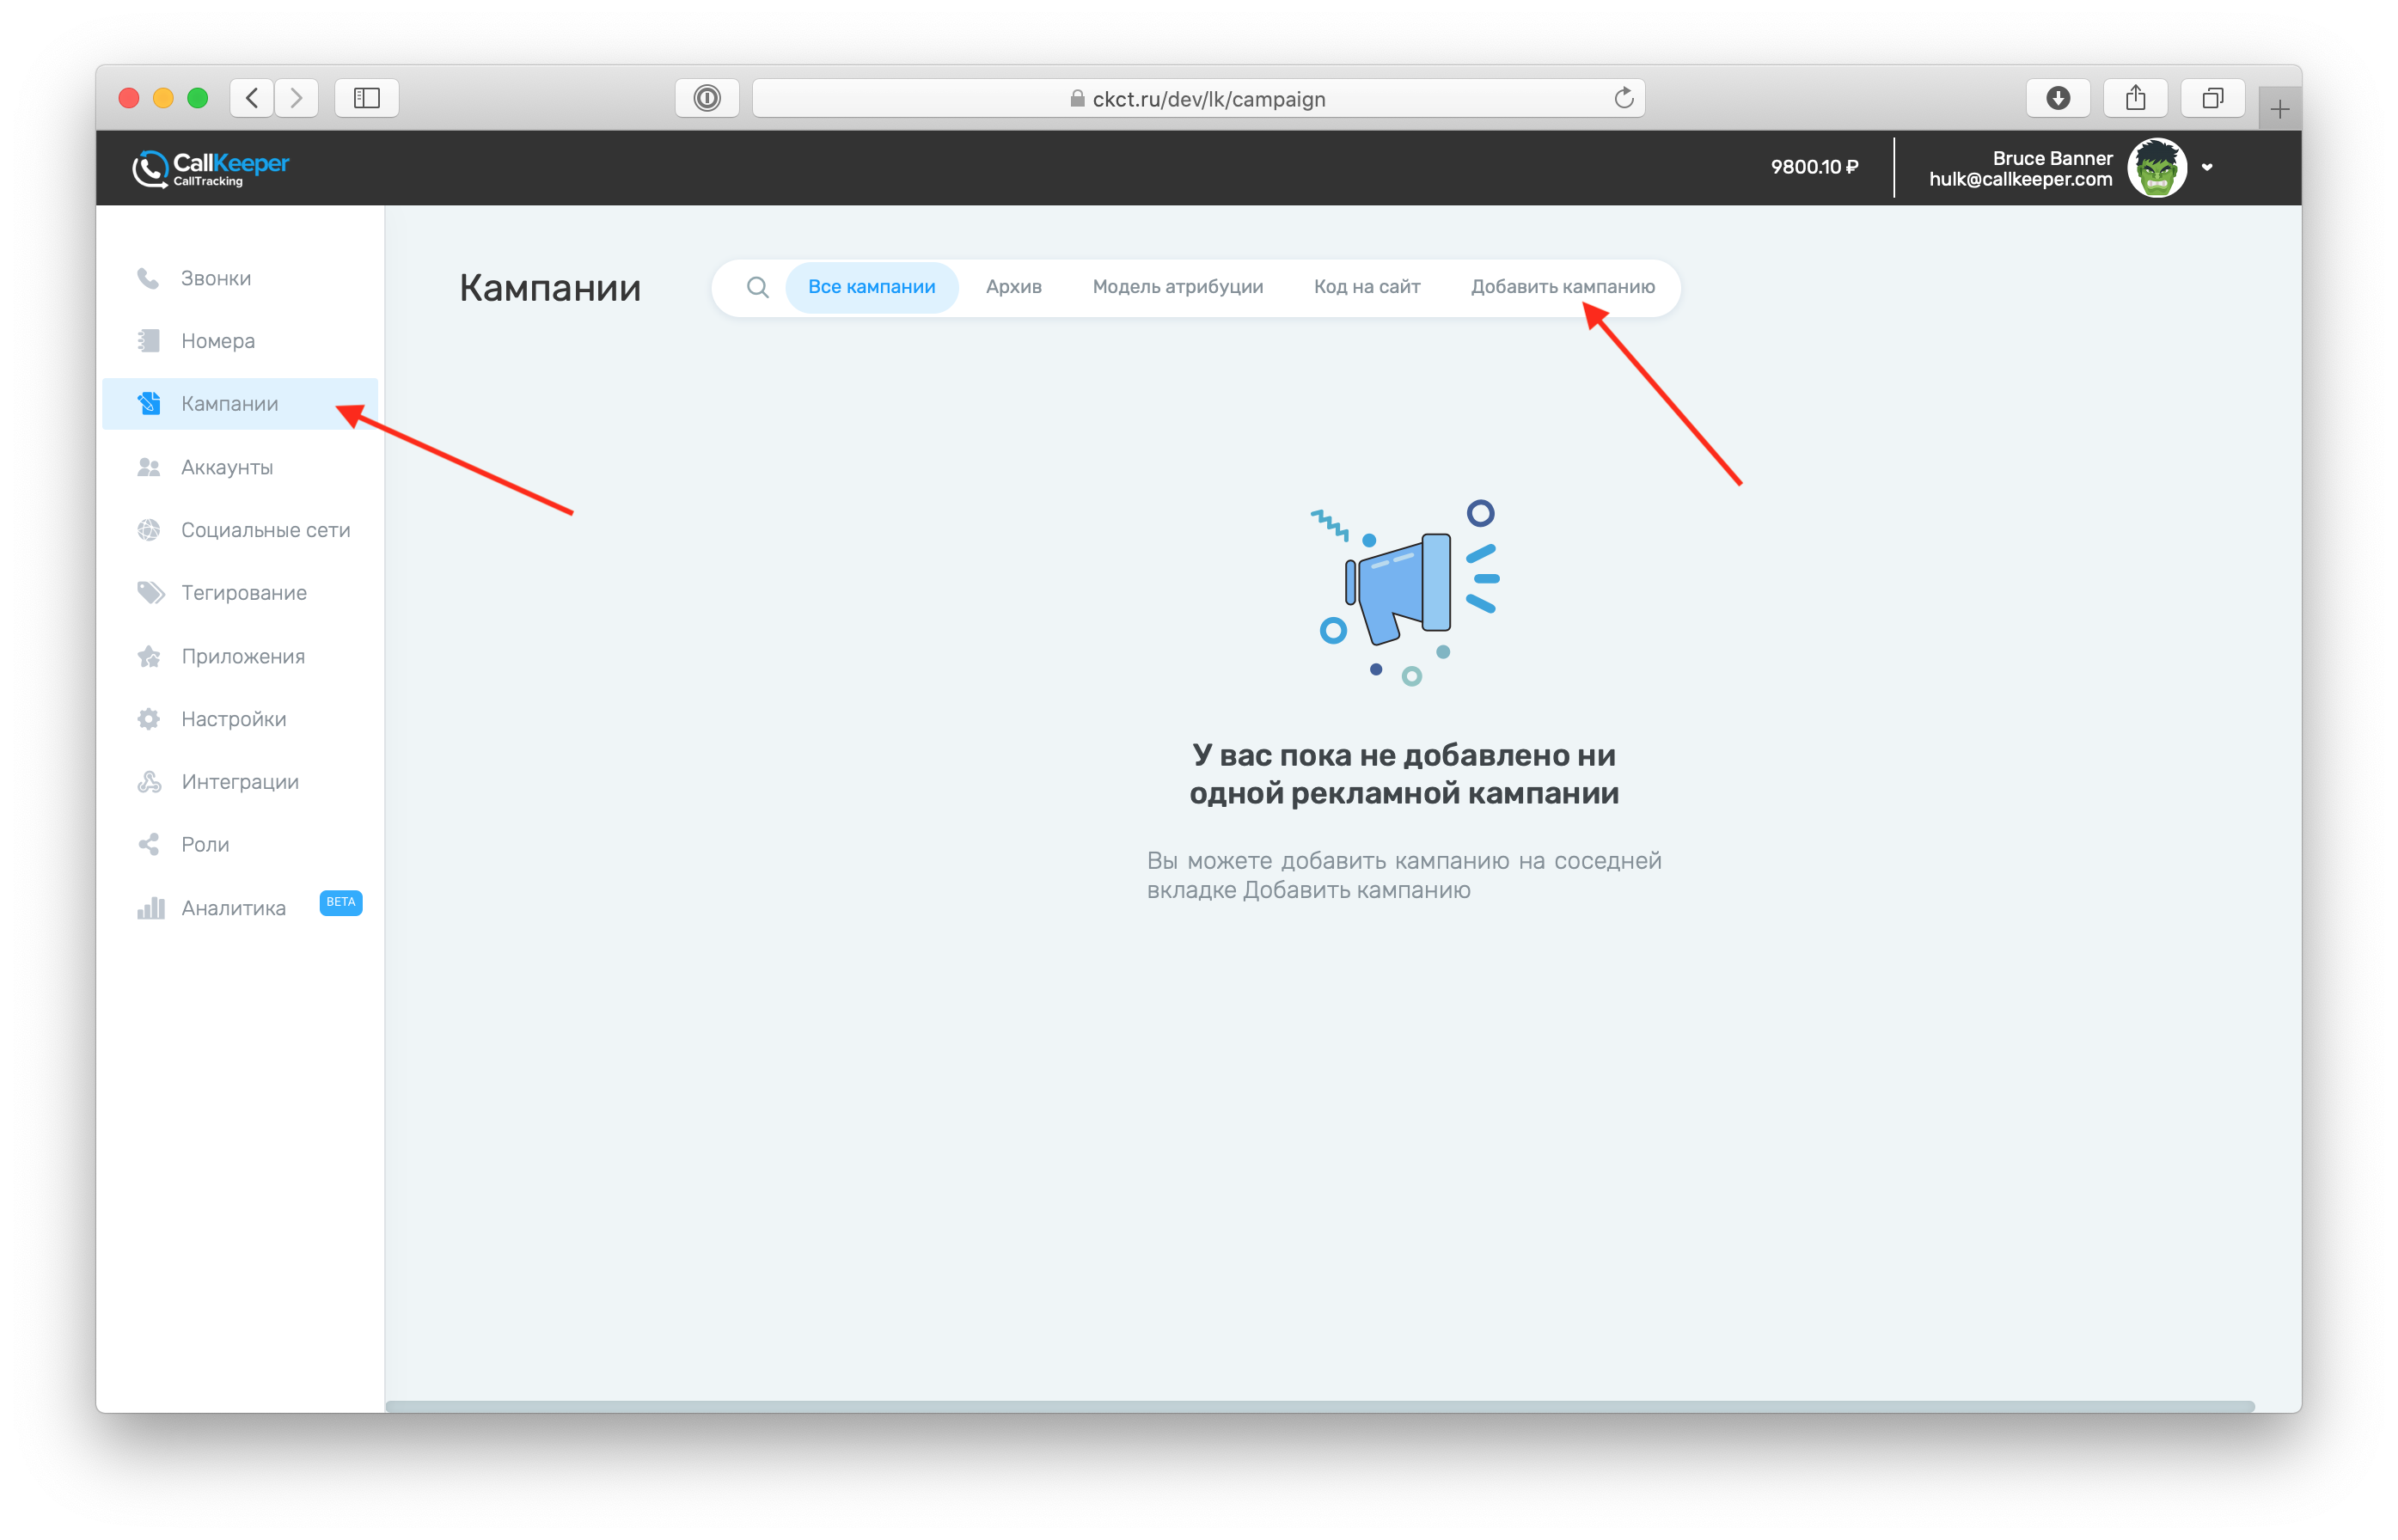 ckct.ru/dev/lk/campaign
CallKeeper
CallTracking
9800.10 ₽
Bruce Banner
hulk@callkeeper.com
Звонки
Номера
Кампании
Аккаунты
Социальные сети
Тегирование
Приложения
Настройки
Интеграции
Роли
Аналитика BETA
Кампании
Все кампании Архив Модель атрибуции Код на сайт Добавить кампанию
У вас пока не добавлено ни
одной рекламной кампании
Вы можете добавить кампанию на соседней
вкладке Добавить кампанию